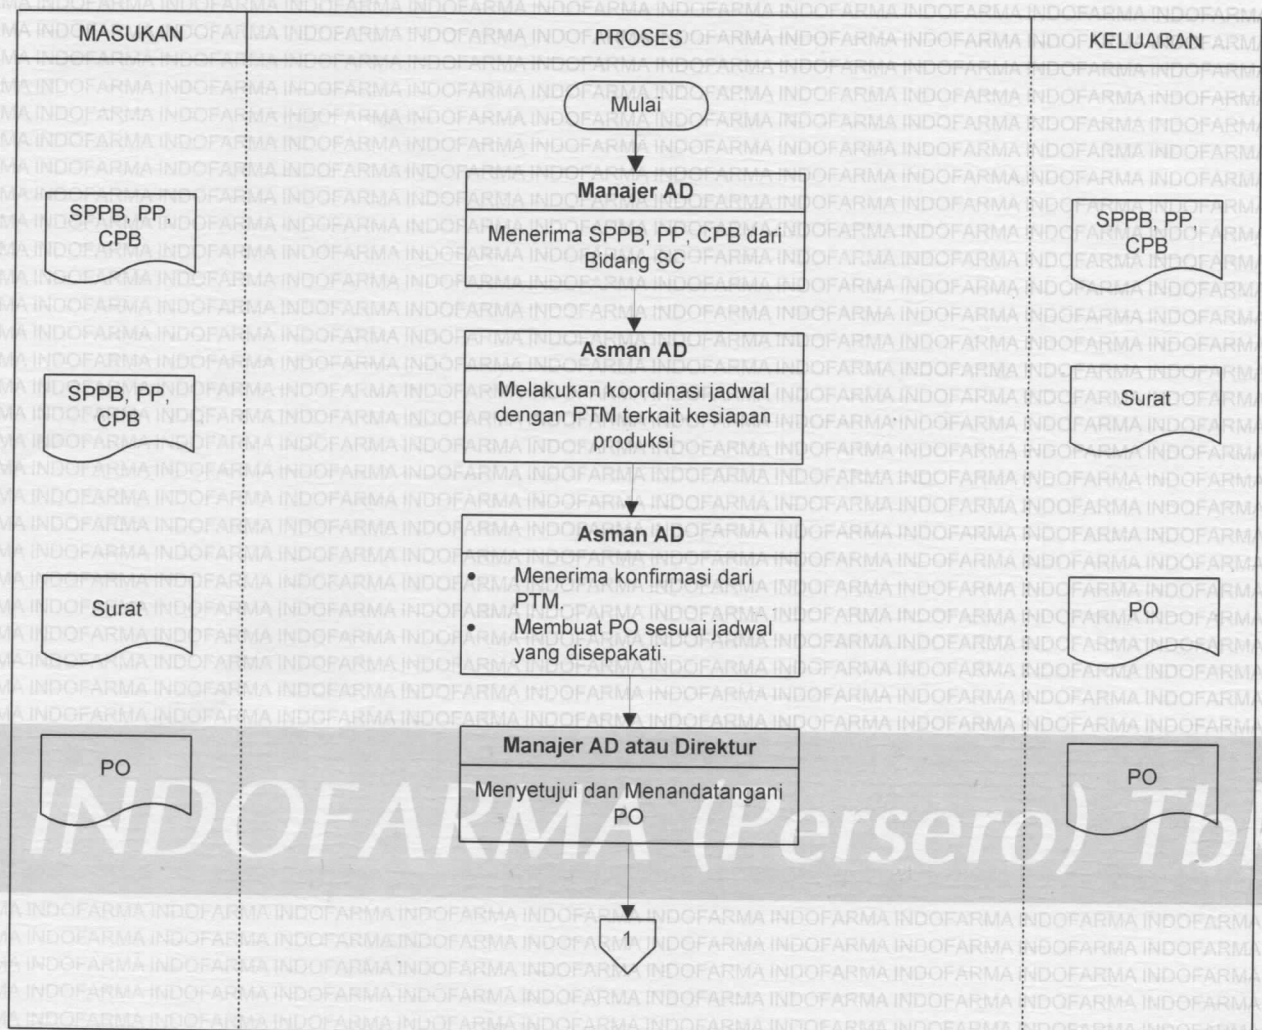 MASUKAN
PROSES
KELUARAN
Mulai
Manajer AD
SPPB, PP,
CPB
Menerima SPPB, PP, CPB dari
Bidang SC
SPPB, PP,
CPB
Asman AD
SPPB, PP,
CPB
Melakukan koordinasi jadwal
dengan PTM terkait kesiapan
produksi
Surat
Asman AD
Surat
• Menerima konfirmasi dari
PTM.
• Membuat PO sesuai jadwal
yang disepakati
PO
Manajer AD atau Direktur
PO
Menyetujui dan Menandatangani
PO
PO
INDOFARMA (Persero) Tbk
1